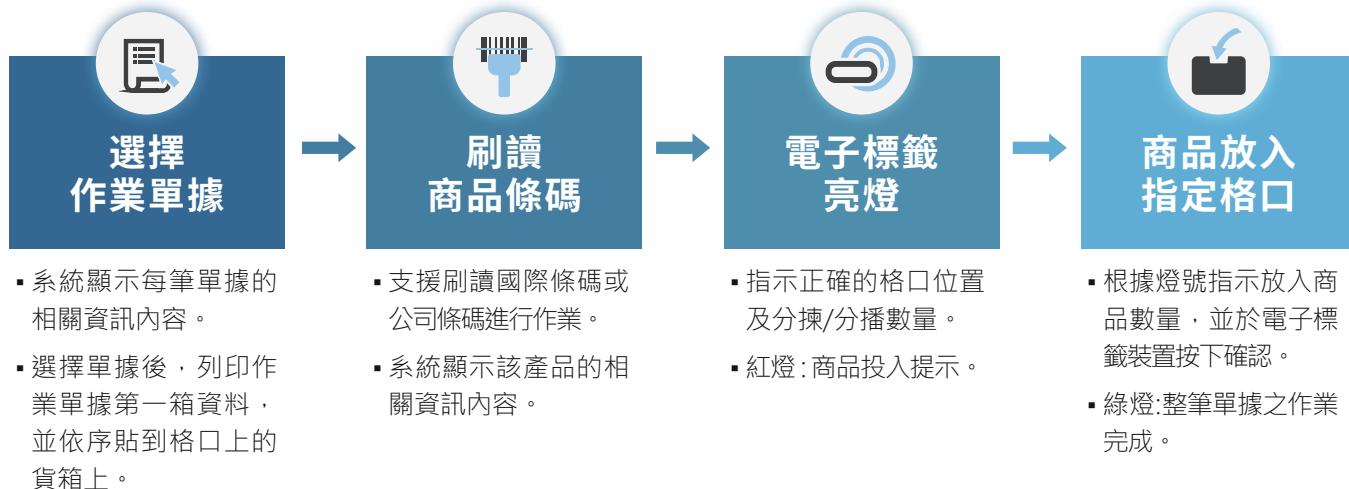 選擇
作業單據
▪ 系統顯示每筆單據的
相關資訊內容。
▪ 選擇單據後，列印作
業單據第一箱資料，
並依序貼到格口上的
貨箱上。
刷讀
商品條碼
▪ 支援刷讀國際條碼或
公司條碼進行作業。
▪ 系統顯示該產品的相
關資訊內容。
電子標籤
亮燈
▪ 指示正確的格口位置
及分揀/分播數量。
▪ 紅燈:商品投入提示。
商品放入
指定格口
▪ 根據燈號指示放入商
品數量，並於電子標
籤裝置按下確認。
▪ 綠燈:整筆單據之作業
完成。